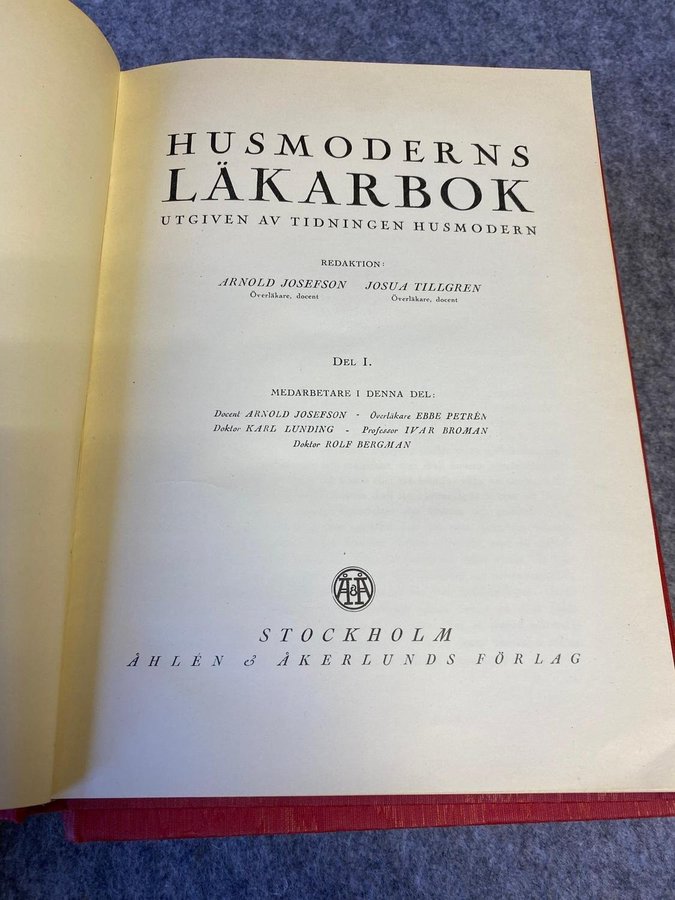 HUSMODERNS
LÄKARBOK
UTGIVEN AV TIDNINGEN HUSMODERN
REDAKTION:
ARNOLD JOSEFSON JOSUA TILLGREN
Överläkare, docent Överläkare, docent
DEL I.
MEDARBETARE I DENNA DEL:
Docent ARNOLD JOSEFSON - Överläkare EBBE PETRÉN
Doktor KARL LUNDING - Professor IVAR BROMAN
Doktor ROLF BERGMAN
Å&Å
STOCKHOLM
ÅHLÉN & ÅKERLUNDS FÖRLAG